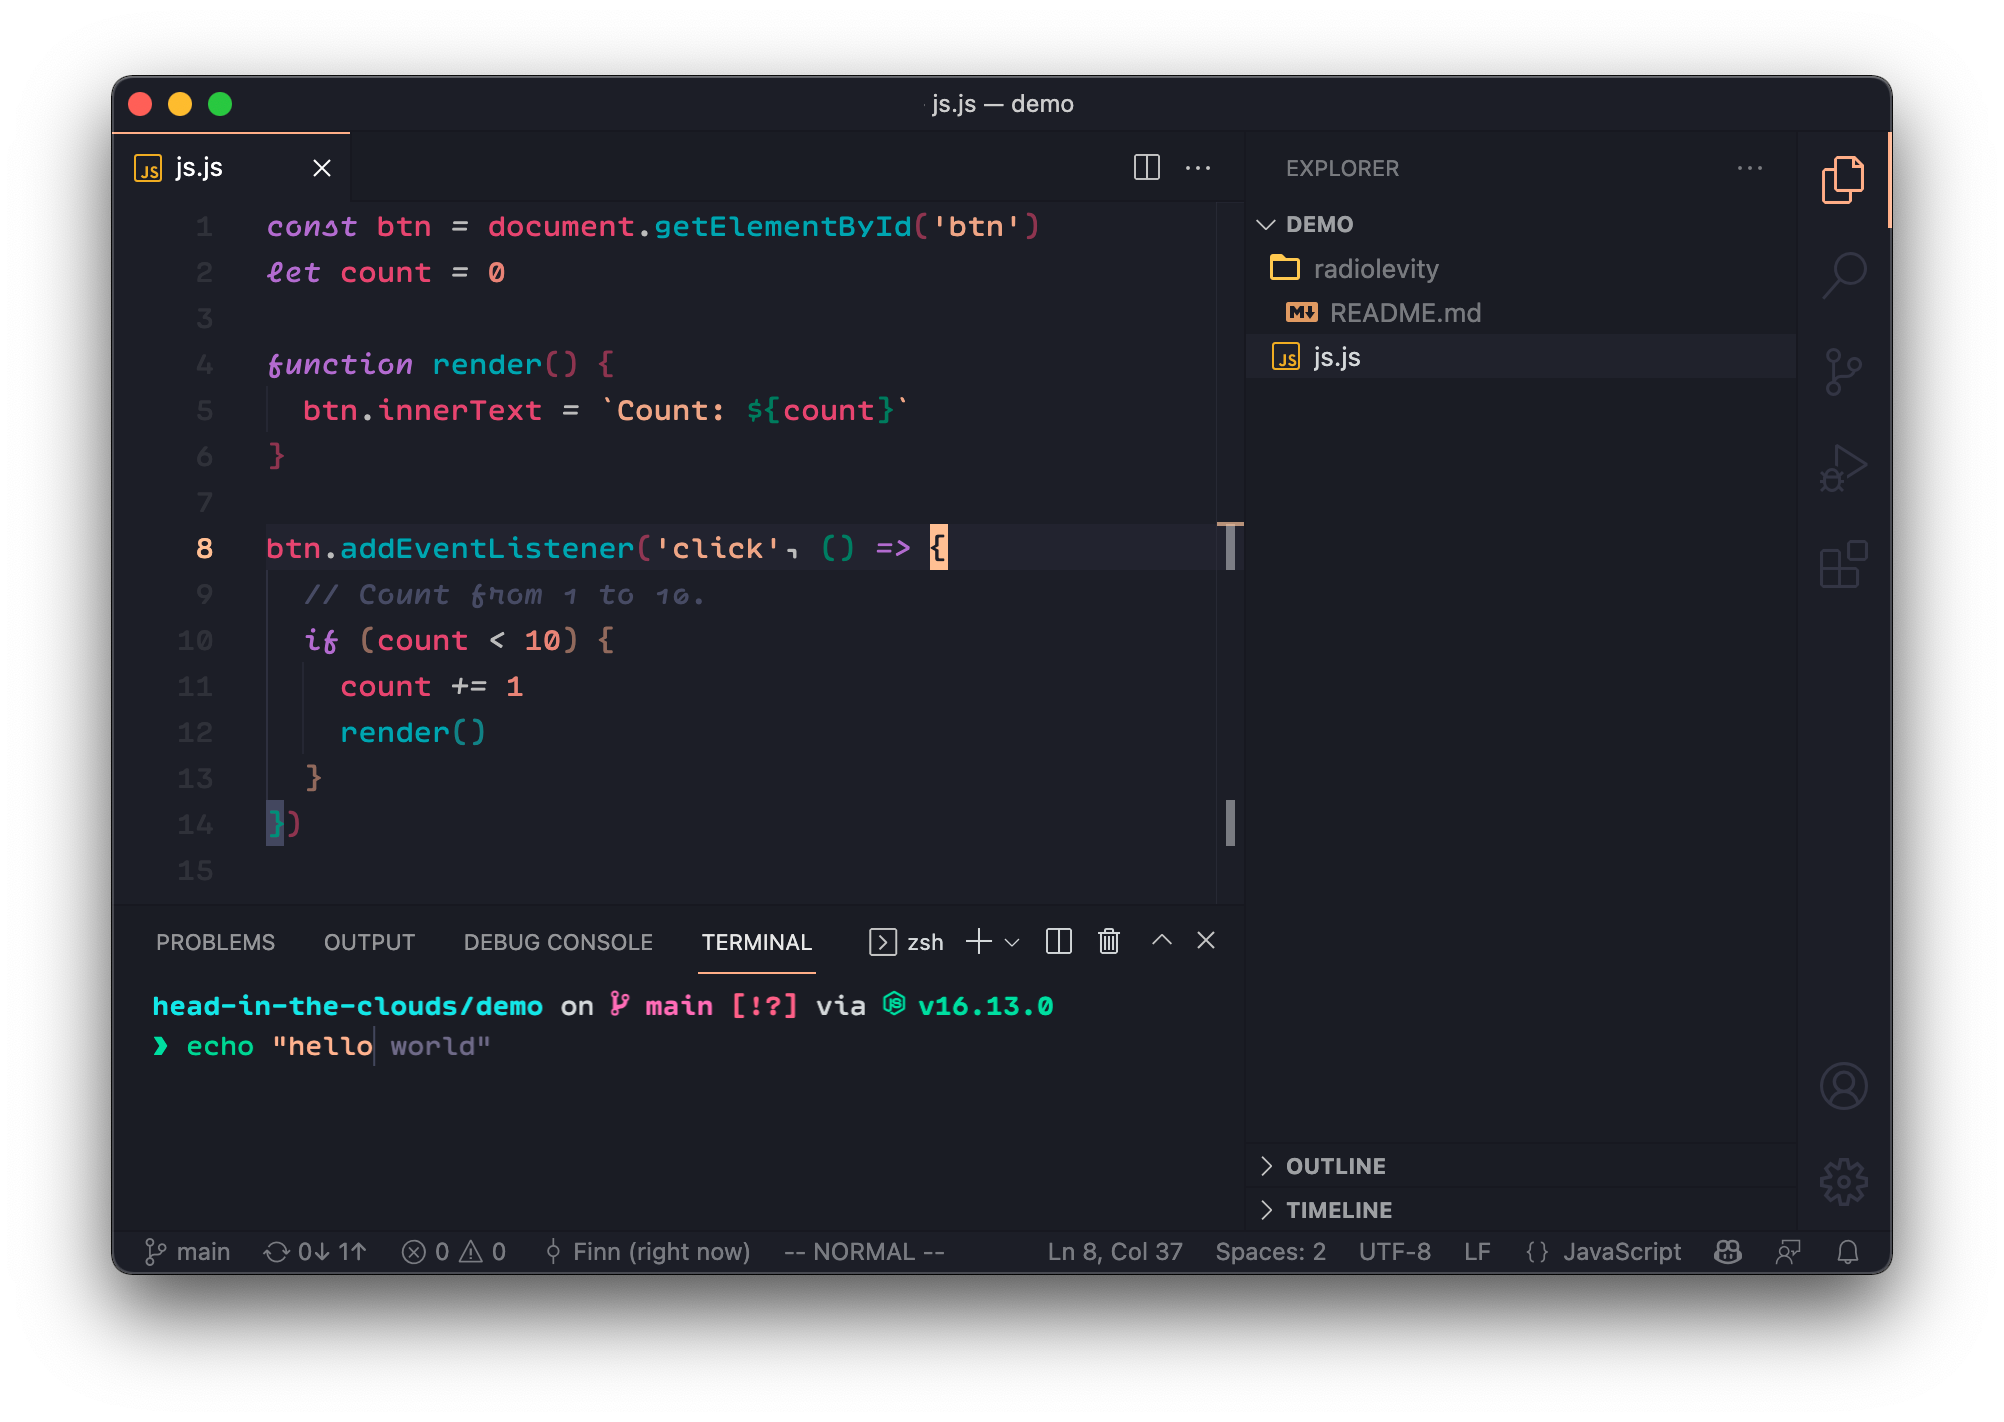 js.js — demo
JS js.js
1 const btn = document.getElementById('btn')
2 let count = 0
3
4 function render() {
5   btn.innerText = `Count: ${count}`
6 }
7
8 btn.addEventListener('click', () => {
9   // Count from 1 to 10.
10   if (count < 10) {
11     count += 1
12     render()
13   }
14 })
15
PROBLEMS OUTPUT DEBUG CONSOLE TERMINAL zsh
head-in-the-clouds/demo on main [!?] via JS v16.13.0
❯ echo "hello world"
EXPLORER
DEMO
radiolevity
M↓ README.md
JS js.js
OUTLINE
TIMELINE
main 0↓ 1↑ 0 0 Finn (right now) -- NORMAL -- Ln 8, Col 37 Spaces: 2 UTF-8 LF {} JavaScript